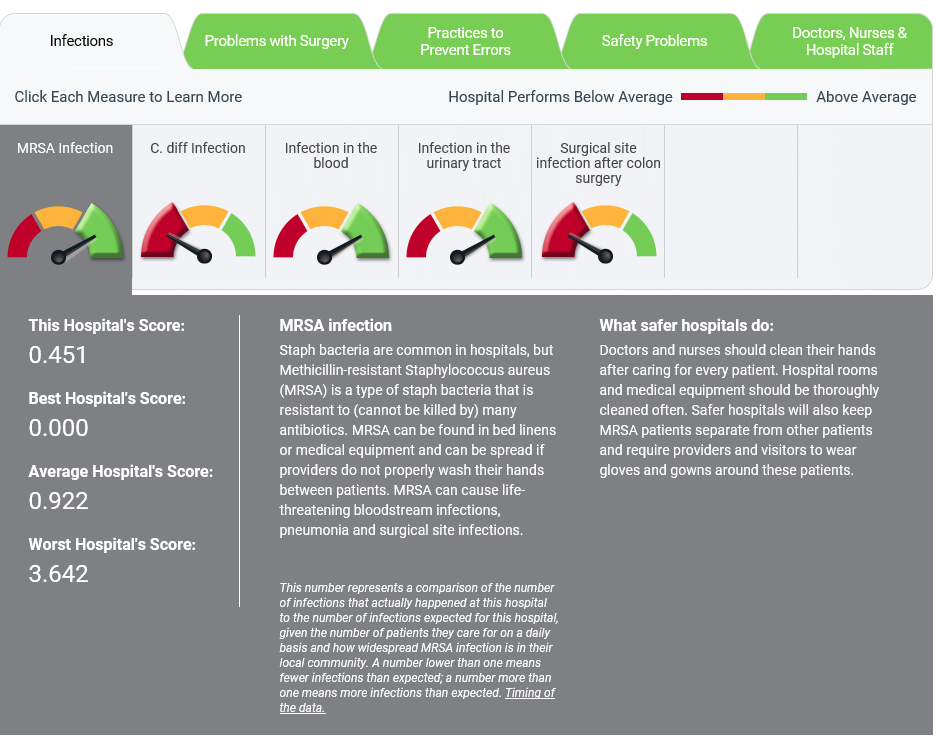 Infections
Problems with Surgery
Practices to
Prevent Errors
Safety Problems
Doctors, Nurses &
Hospital Staff
Click Each Measure to Learn More
Hospital Performs Below Average
Above Average
MRSA Infection
C. diff Infection
Infection in the
blood
Infection in the
urinary tract
Surgical site
infection after colon
surgery
This Hospital's Score:
0.451
Best Hospital's Score:
0.000
Average Hospital's Score:
0.922
Worst Hospital's Score:
3.642
MRSA infection
Staph bacteria are common in hospitals, but
Methicillin-resistant Staphylococcus aureus
(MRSA) is a type of staph bacteria that is
resistant to (cannot be killed by) many
antibiotics. MRSA can be found in bed linens
or medical equipment and can be spread if
providers do not properly wash their hands
between patients. MRSA can cause life-
threatening bloodstream infections,
pneumonia and surgical site infections.
This number represents a comparison of the number
of infections that actually happened at this hospital
to the number of infections expected for this hospital,
given the number of patients they care for on a daily
basis and how widespread MRSA infection is in their
local community. A number lower than one means
fewer infections than expected; a number more than
one means more infections than expected. Timing of
the data.
What safer hospitals do:
Doctors and nurses should clean their hands
after caring for every patient. Hospital rooms
and medical equipment should be thoroughly
cleaned often. Safer hospitals will also keep
MRSA patients separate from other patients
and require providers and visitors to wear
gloves and gowns around these patients.